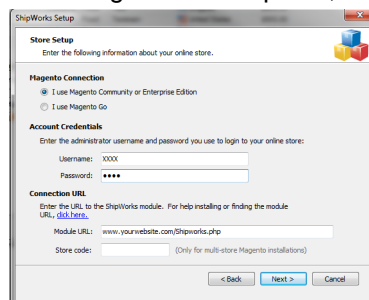 ShipWorks Setup
Store Setup
Enter the following information about your online store:
Magento Connection
I use Magento Community or Enterprise Edition
I use Magento Go
Account Credentials
Enter the administrator username and password you use to login to your online store:
Username: XXXX
Password: ●●●●
Connection URL
Enter the URL to the ShipWorks module. For help installing or finding the module
URL, click here.
Module URL: www.yourwebsite.com/Shipworks.php
Store code: (Only for multi-store Magento installations)
< Back Next > Cancel